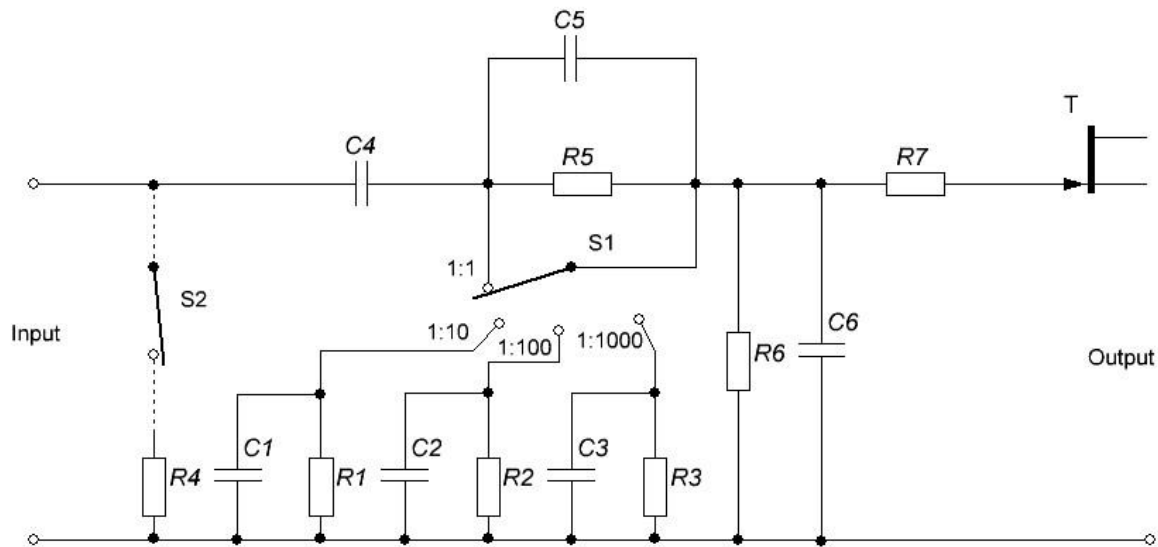 C5
T
C4
R5
R7
S1
1:1
S2
Input
1:10
1:100
1:1000
R6
C6
Output
R4
C1
R1
C2
R2
C3
R3